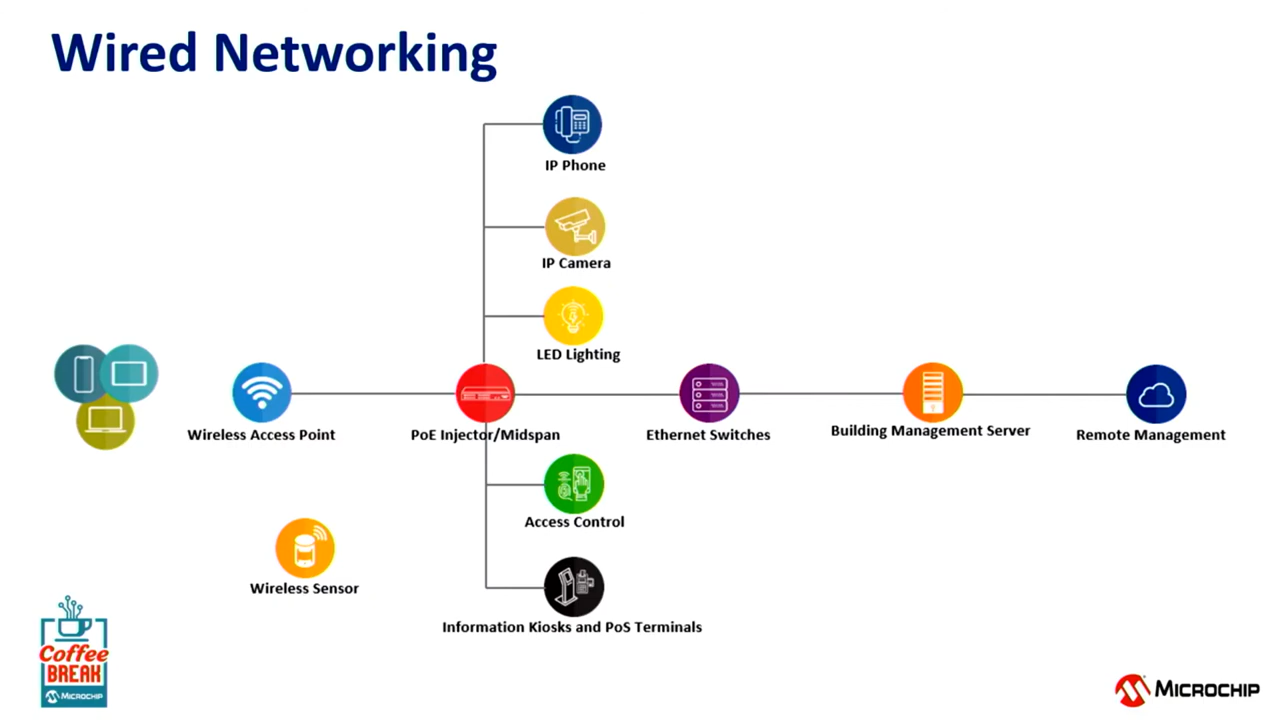 Wired Networking
IP Phone
IP Camera
LED Lighting
Wireless Access Point
PoE Injector/Midspan
Ethernet Switches
Building Management Server
Remote Management
Access Control
Wireless Sensor
Information Kiosks and PoS Terminals
Coffee
BREAK
MICROCHIP
MICROCHIP